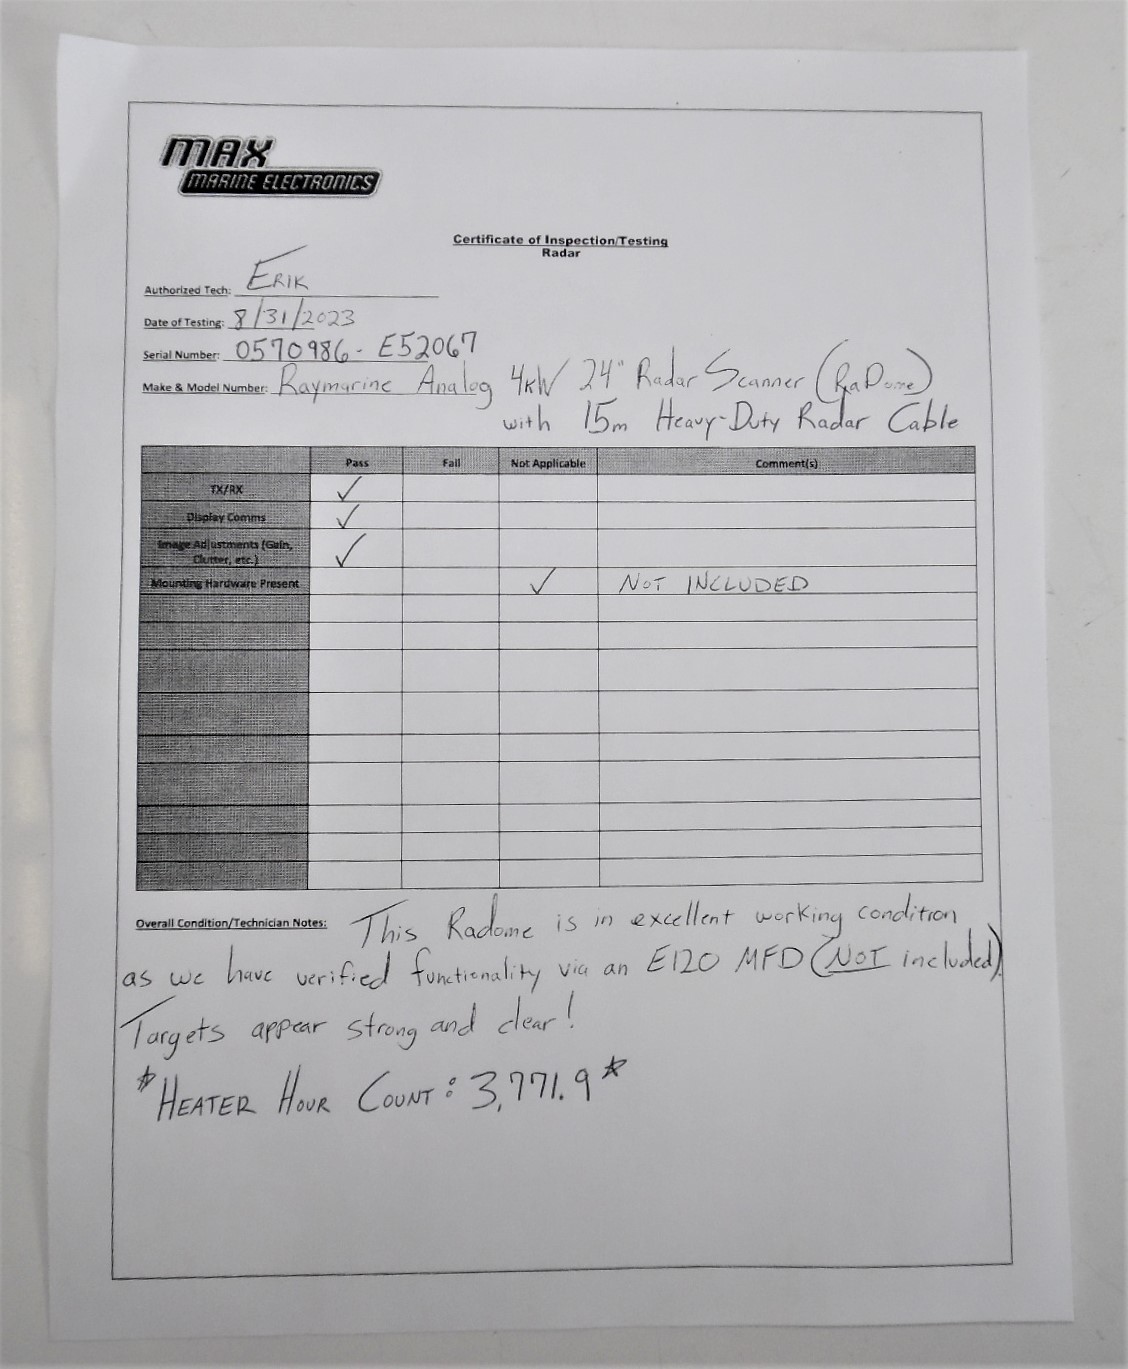 MAX
MARINE ELECTRONICS
Certificate of Inspection/Testing
Radar
Authorized Tech: ERIK
Date of Testing: 8/31/2023
Serial Number: 0570986- E52067
Make & Model Number: Raymarine Analog 4kW 24" Radar Scanner (RaDome)
with 15m Heavy-Duty Radar Cable
Pass Fail Not Applicable Comment(s)
TX/RX ✓
Display Comms ✓
Image Adjustments (Gain,
Clutter, etc.) ✓
Mounting Hardware Present ✓ NOT INCLUDED
Overall Condition/Technician Notes: This Radome is in excellent working condition
as we have verified functionality via an E120 MFD (NOT included).
Targets appear strong and clear!
*HEATER HOUR COUNT: 3,771.9*